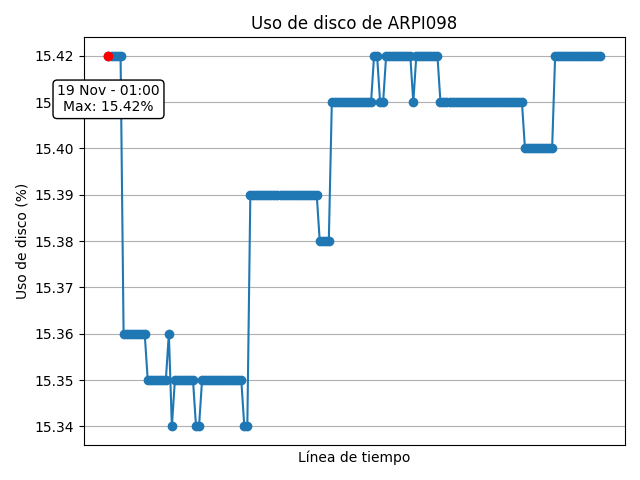 Uso de disco de ARPI098
Uso de disco (%)
15.42
15.40
15.39
15.38
15.37
15.36
15.35
15.34
19 Nov - 01:00
Max: 15.42%
Línea de tiempo